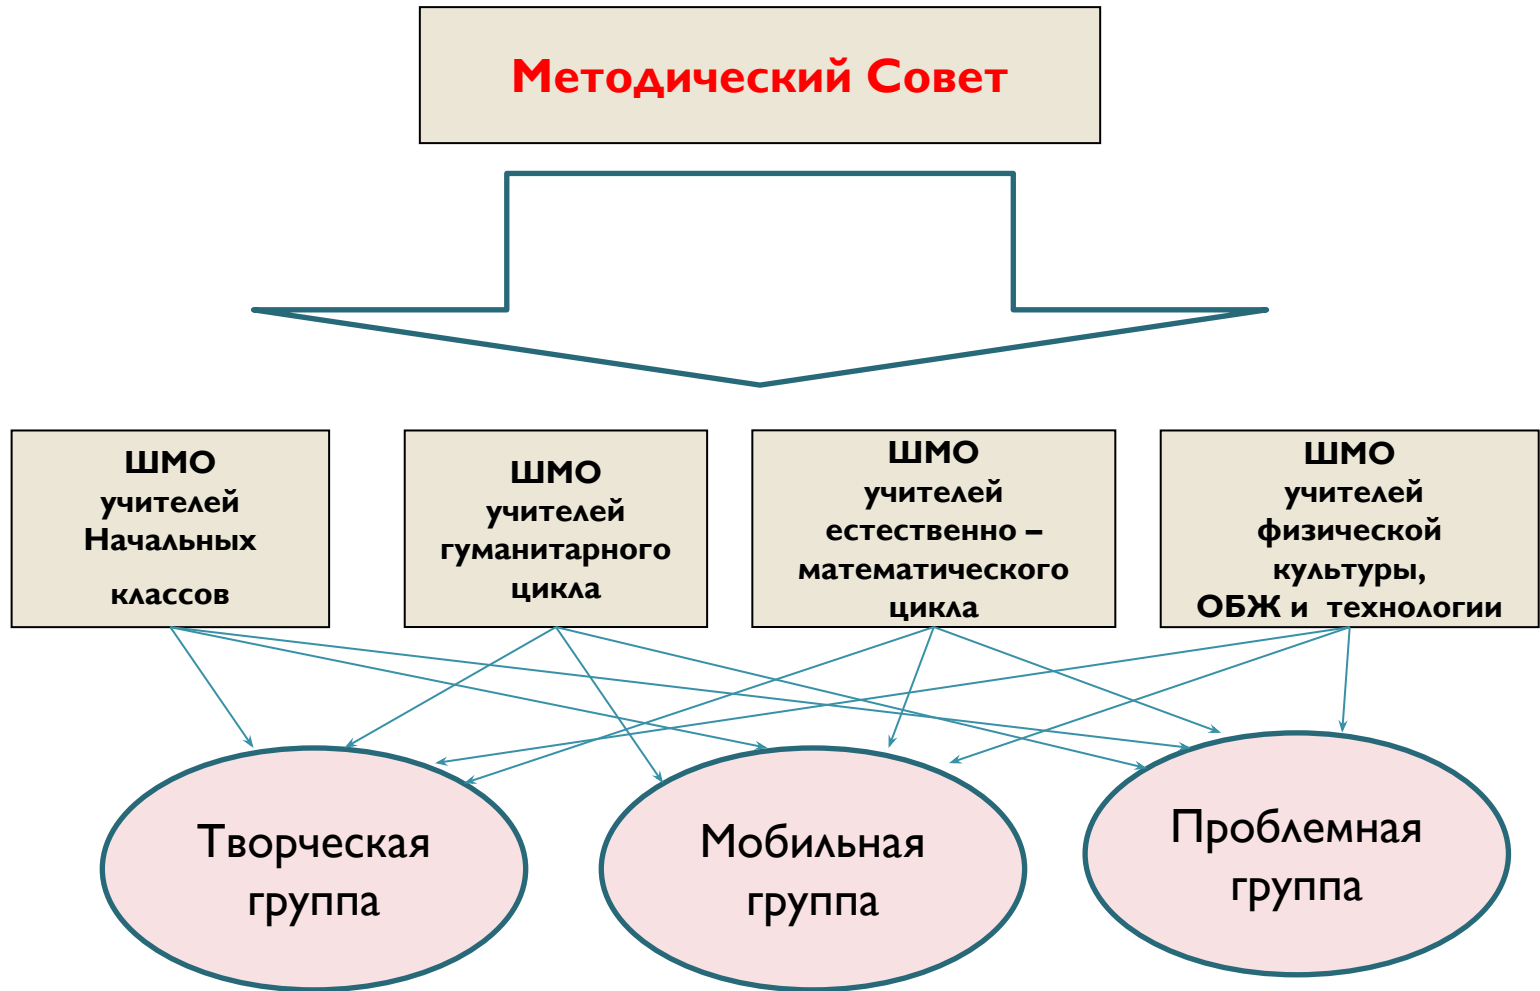 Методический Совет
ШМО
учителей
Начальных
классов
ШМО
учителей
гуманитарного
цикла
ШМО
учителей
естественно –
математического
цикла
ШМО
учителей
физической
культуры,
ОБЖ и технологии
Творческая
группа
Мобильная
группа
Проблемная
группа